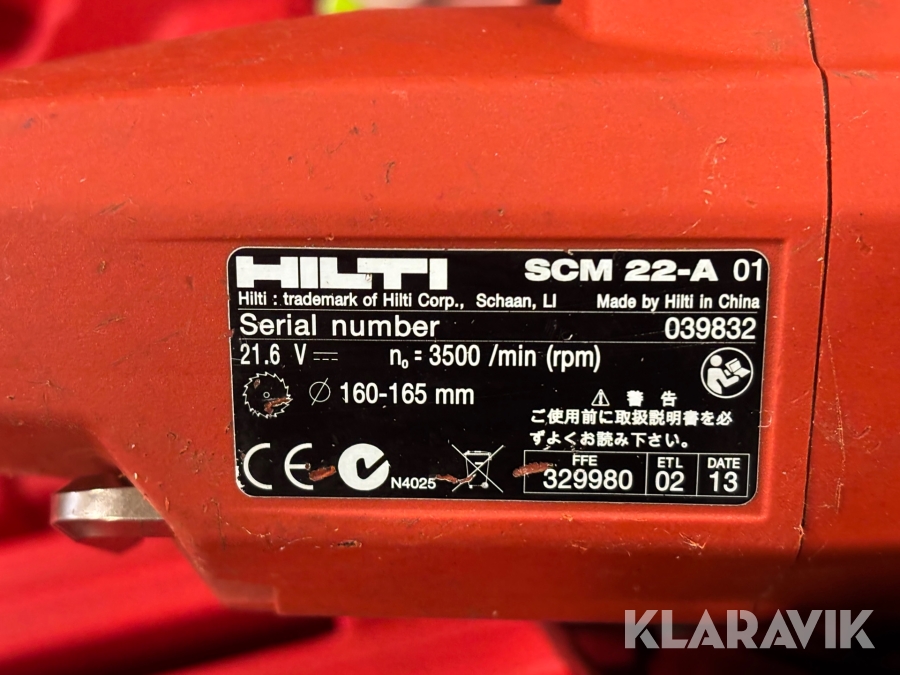 HILTI SCM 22-A 01
Hilti : trademark of Hilti Corp., Schaan, LI Made by Hilti in China
Serial number 039832
21.6 V n₀ = 3500 /min (rpm)
Ø 160-165 mm
⚠ 警告
ご使用前に取扱説明書を必
ずよくお読み下さい。
CE N4025
FFE ETL DATE
329980 02 13
KLARAVIK